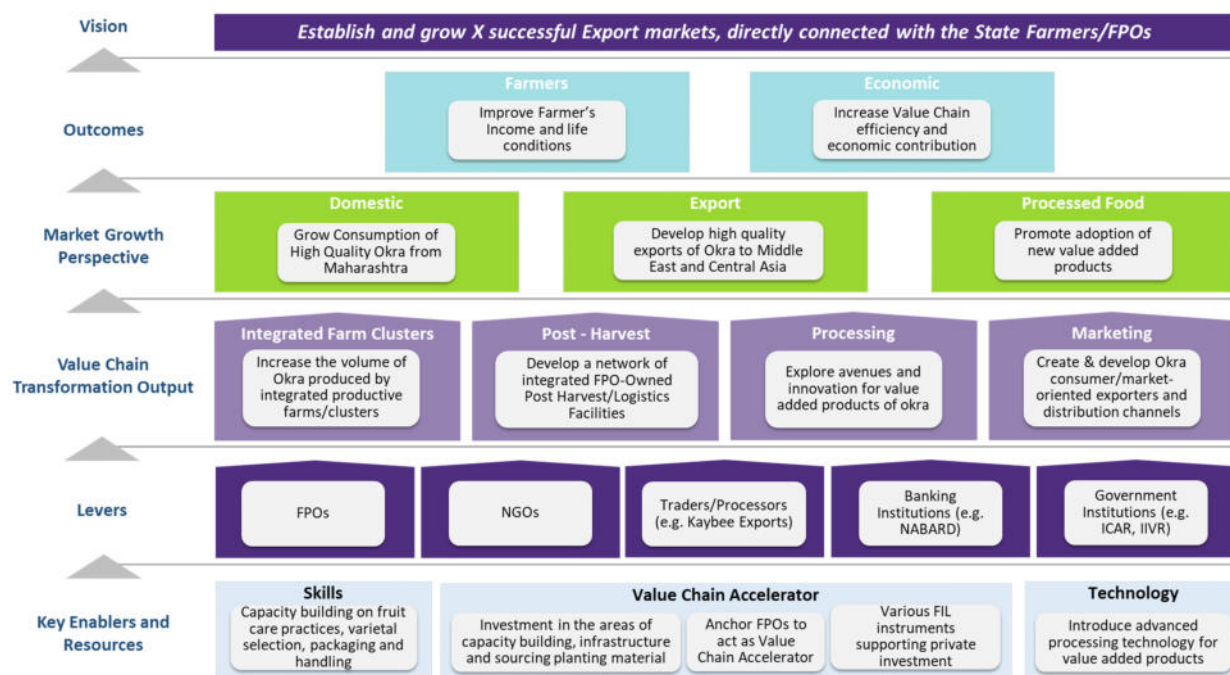 Vision
Establish and grow X successful Export markets, directly connected with the State Farmers/FPOs
Outcomes
Farmers
Improve Farmer's
Income and life
conditions
Economic
Increase Value Chain
efficiency and
economic contribution
Market Growth
Perspective
Domestic
Grow Consumption of
High Quality Okra from
Maharashtra
Export
Develop high quality
exports of Okra to Middle
East and Central Asia
Processed Food
Promote adoption of
new value added
products
Value Chain
Transformation Output
Integrated Farm Clusters
Increase the volume of
Okra produced by
integrated productive
farms/clusters
Post - Harvest
Develop a network of
integrated FPO-Owned
Post Harvest/Logistics
Facilities
Processing
Explore avenues and
innovation for value
added products of okra
Marketing
Create & develop Okra
consumer/market-
oriented exporters and
distribution channels
Levers
FPOs
NGOs
Traders/Processors
(e.g. Kaybee Exports)
Banking
Institutions (e.g.
NABARD)
Government
Institutions (e.g.
ICAR, IIVR)
Key Enablers and
Resources
Skills
Capacity building on fruit
care practices, varietal
selection, packaging and
handling
Value Chain Accelerator
Investment in the areas of
capacity building, infrastructure
and sourcing planting material
Anchor FPOs to
act as Value
Chain Accelerator
Various FIL
instruments
supporting private
investment
Technology
Introduce advanced
processing technology for
value added products